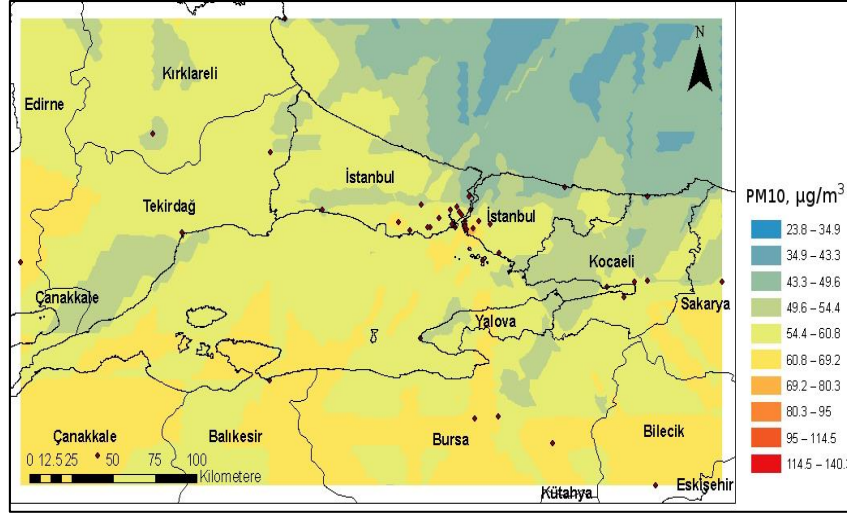 N
Kırklareli
Edirne
İstanbul
Tekirdağ
İstanbul
Kocaeli
Çanakkale
Sakarya
Yalova
Çanakkale
Balıkesir
Bursa
Bilecik
0 12.5 25 50 75 100
Kilometere
Kütahya
Eskişehir
PM10, µg/m³
23.8 – 34.9
34.9 – 43.3
43.3 – 49.6
49.6 – 54.4
54.4 – 60.8
60.8 – 69.2
69.2 – 80.3
80.3 – 95
95 – 114.5
114.5 – 140.3